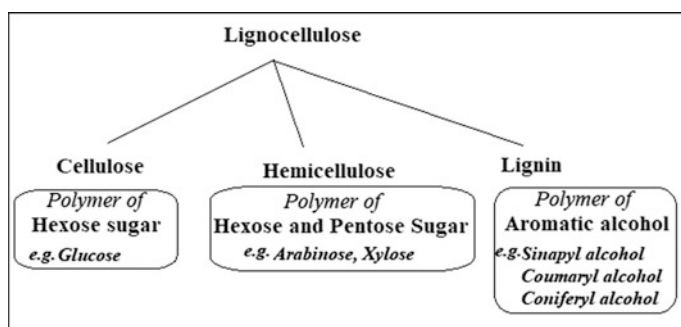 Lignocellulose
Cellulose
Polymer of
Hexose sugar
e.g. Glucose
Hemicellulose
Polymer of
Hexose and Pentose Sugar
e.g. Arabinose, Xylose
Lignin
Polymer of
Aromatic alcohol
e.g. Sinapyl alcohol
Coumaryl alcohol
Coniferyl alcohol